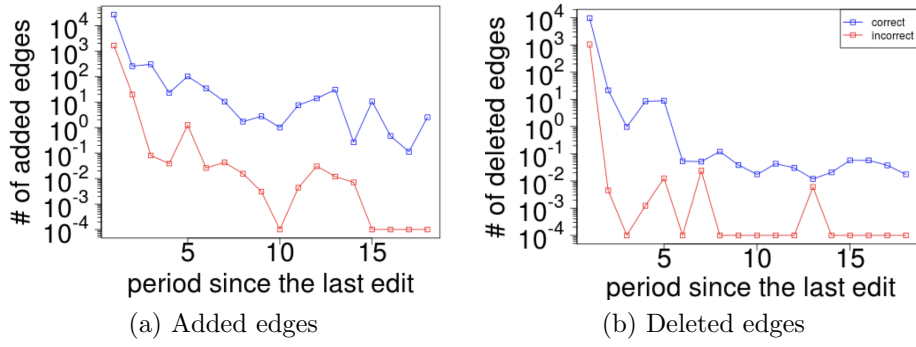 # of added edges
10^4
10^3
10^2
10^1
10^0
10^-1
10^-2
10^-3
10^-4
5 10 15
period since the last edit
(a) Added edges
# of deleted edges
10^4
10^3
10^2
10^1
10^0
10^-1
10^-2
10^-3
10^-4
correct
incorrect
5 10 15
period since the last edit
(b) Deleted edges